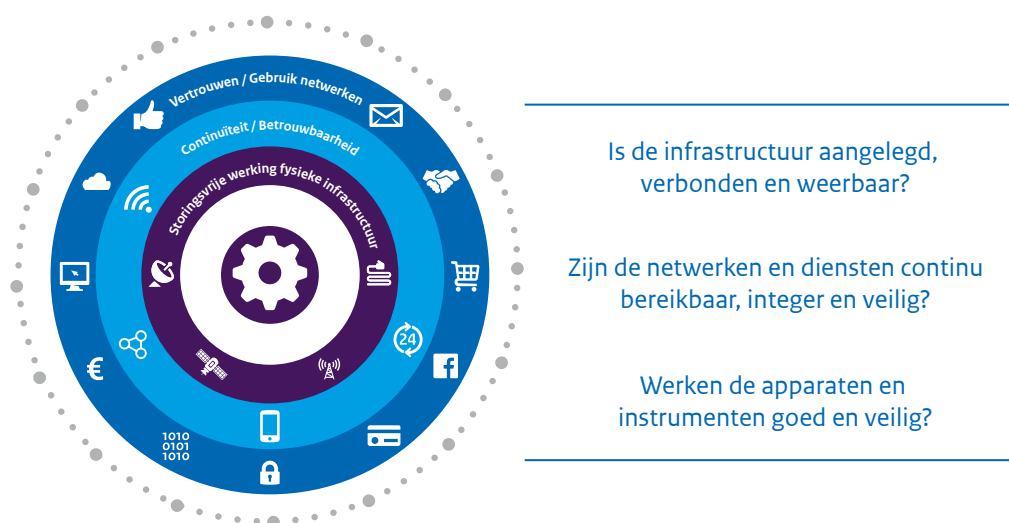 Vertrouwen / Gebruik netwerken
Continuïteit / Betrouwbaarheid
Storingsvrije werking fysieke infrastructuur
24
€
1010
0101
1010
Is de infrastructuur aangelegd,
verbonden en weerbaar?
Zijn de netwerken en diensten continu
bereikbaar, integer en veilig?
Werken de apparaten en
instrumenten goed en veilig?